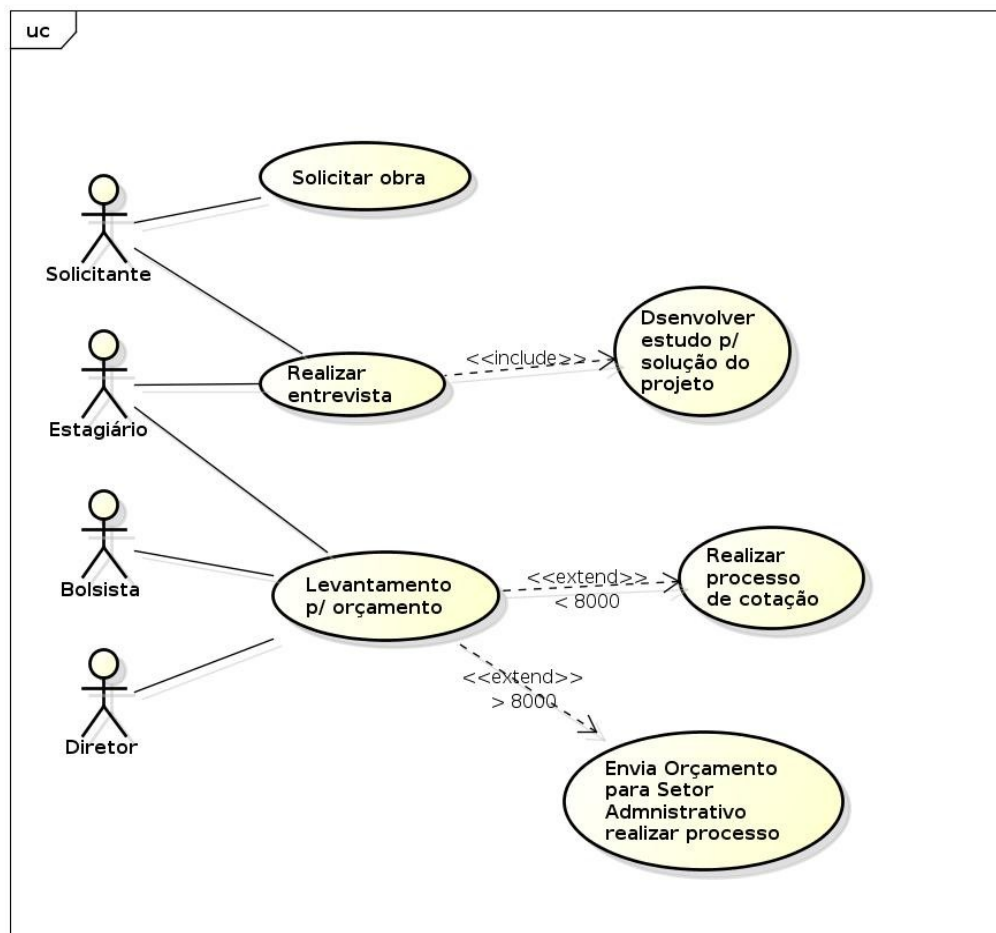 uc
Solicitar obra
Solicitante
Dsenvolver
estudo p/
solução do
projeto
<<include>>
Realizar
entrevista
Estagiário
Realizar
processo
de cotação
<<extend>>
< 8000
Levantamento
p/ orçamento
Bolsista
<<extend>>
> 8000
Diretor
Envia Orçamento
para Setor
Admnistrativo
realizar processo